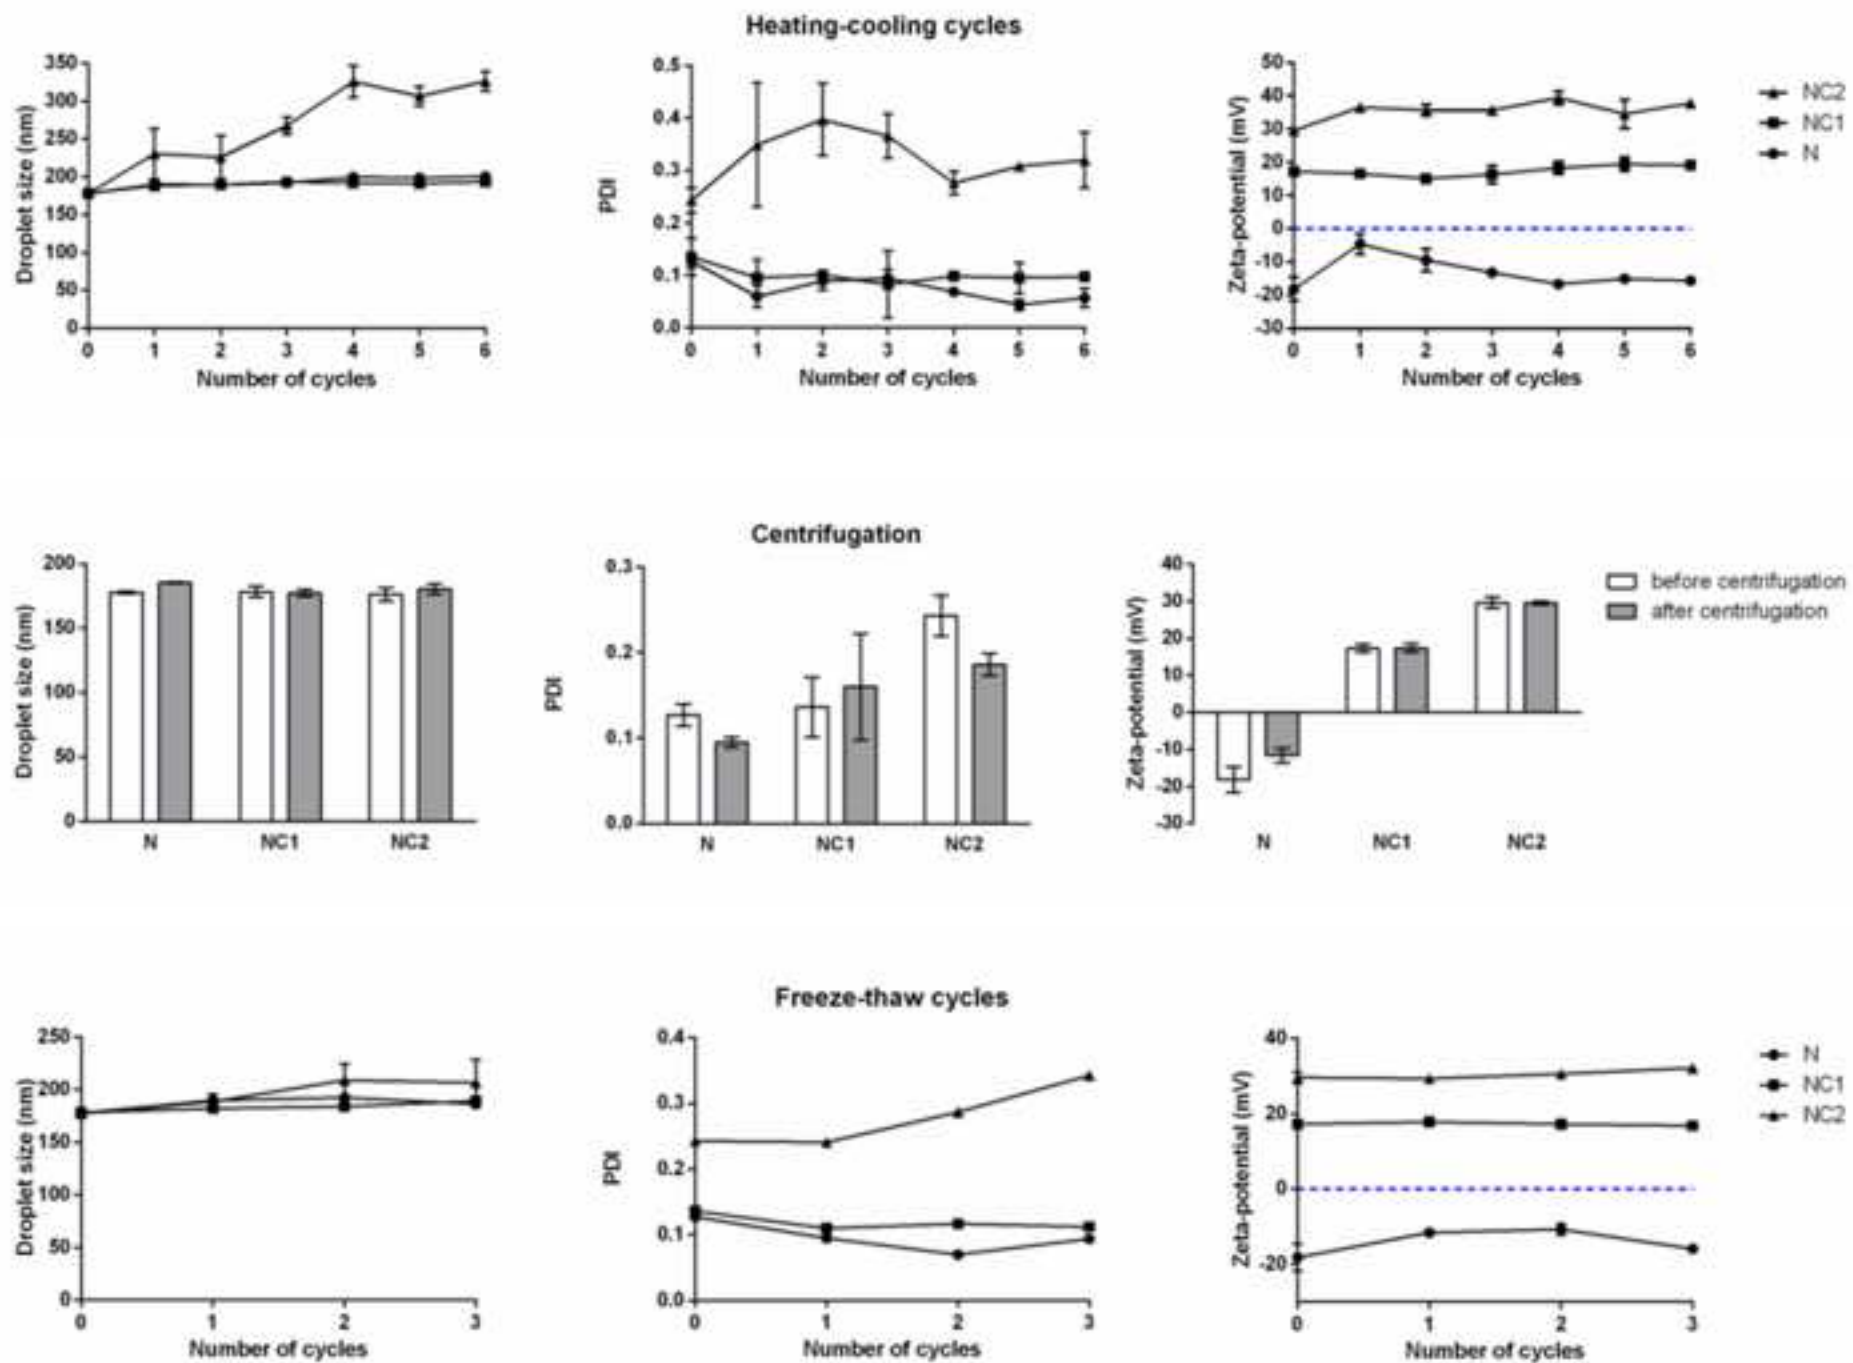 Heating-cooling cycles
Droplet size (nm)
350
300
250
200
150
100
50
0
0 1 2 3 4 5 6
Number of cycles
PDI
0.5
0.4
0.3
0.2
0.1
0.0
0 1 2 3 4 5 6
Number of cycles
Zeta-potential (mV)
50
40
30
20
10
0
-10
-20
-30
0 1 2 3 4 5 6
Number of cycles
NC2
NC1
N
Centrifugation
Droplet size (nm)
200
150
100
50
0
N NC1 NC2
PDI
0.3
0.2
0.1
0.0
N NC1 NC2
Zeta-potential (mV)
40
30
20
10
0
-10
-20
-30
N NC1 NC2
before centrifugation
after centrifugation
Freeze-thaw cycles
Droplet size (nm)
250
200
150
100
50
0
0 1 2 3
Number of cycles
PDI
0.4
0.3
0.2
0.1
0.0
0 1 2 3
Number of cycles
Zeta-potential (mV)
40
20
0
-20
0 1 2 3
Number of cycles
N
NC1
NC2